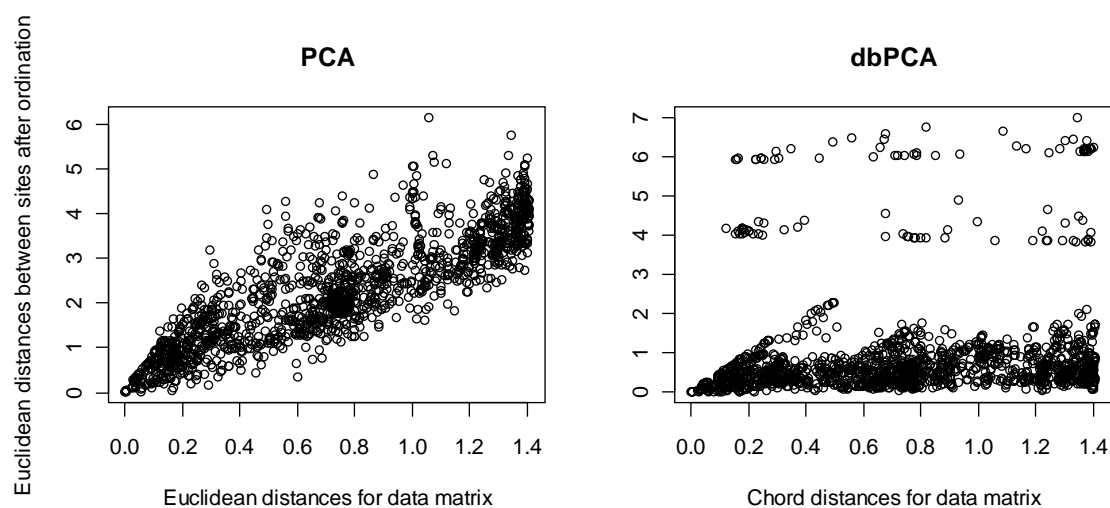 Euclidean distances between sites after ordination
PCA
6
5
4
3
2
1
0
0.0 0.2 0.4 0.6 0.8 1.0 1.2 1.4
Euclidean distances for data matrix
dbPCA
7
6
5
4
3
2
1
0
0.0 0.2 0.4 0.6 0.8 1.0 1.2 1.4
Chord distances for data matrix